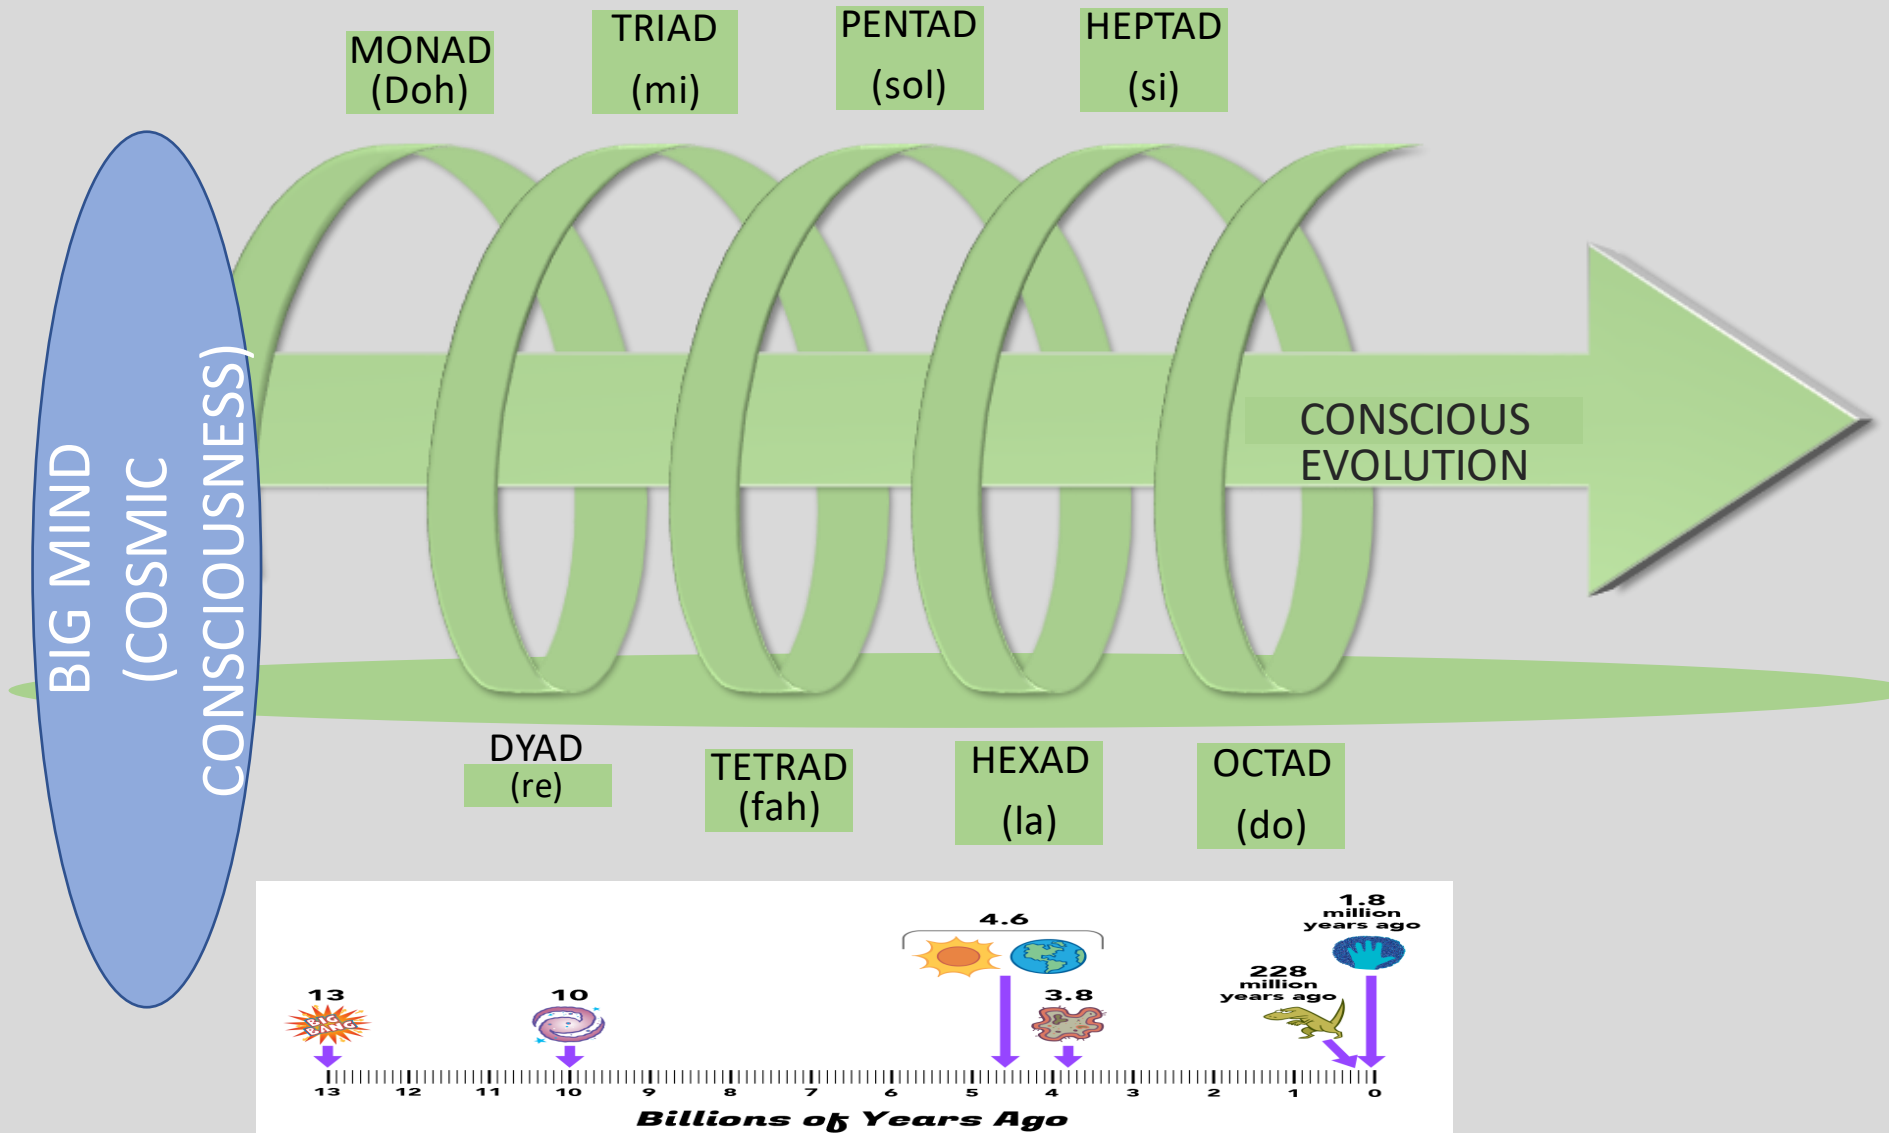 MONAD
(Doh)
TRIAD
(mi)
PENTAD
(sol)
HEPTAD
(si)
BIG MIND
(COSMIC
CONSCIOUSNESS)
CONSCIOUS
EVOLUTION
DYAD
(re)
TETRAD
(fah)
HEXAD
(la)
OCTAD
(do)
13
BIG
BANG
10
4.6
3.8
228
million
years ago
1.8
million
years ago
13 12 11 10 9 8 7 6 5 4 3 2 1 0
Billions of Years Ago